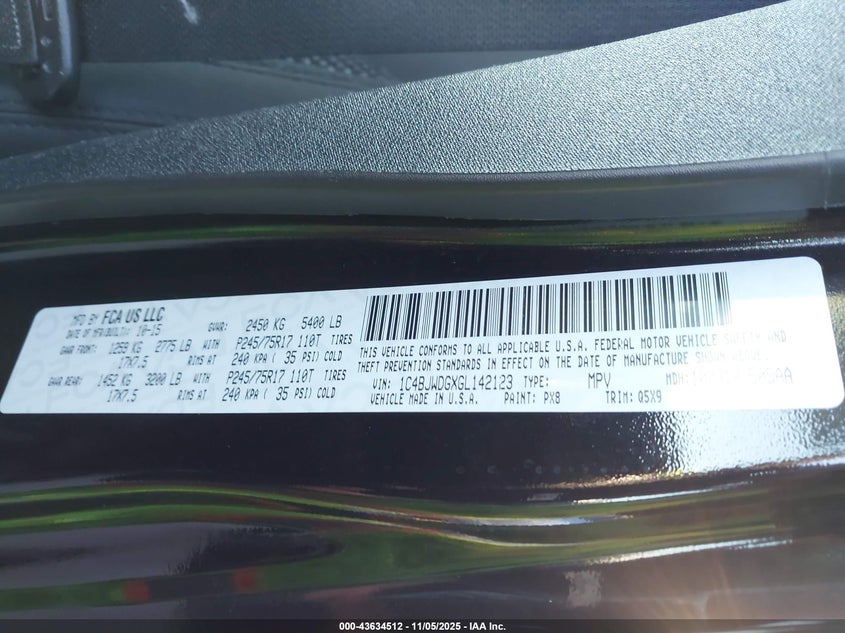 MFD BY FCA US LLC
DATE OF MFR/BUILT//: 10-15 GVWR: 2450 KG 5400 LB
GAWR FRONT: 1259 KG 2775 LB WITH P245/75R17 110T TIRES
17X7.5 RIMS AT 240 KPA ( 35 PSI) COLD
GAWR REAR: 1452 KG 3200 LB WITH P245/75R17 110T TIRES
17X7.5 RIMS AT 240 KPA ( 35 PSI) COLD
THIS VEHICLE CONFORMS TO ALL APPLICABLE U.S.A. FEDERAL MOTOR VEHICLE SAFETY AND
THEFT PREVENTION STANDARDS IN EFFECT ON THE DATE OF MANUFACTURE SHOWN ABOVE.
VIN: 1C4BJWDGXGL142123 TYPE: MPV MDH:
VEHICLE MADE IN U.S.A. PAINT: PX8 TRIM: Q5X9
000-43634512 - 11/05/2025 - IAA Inc.